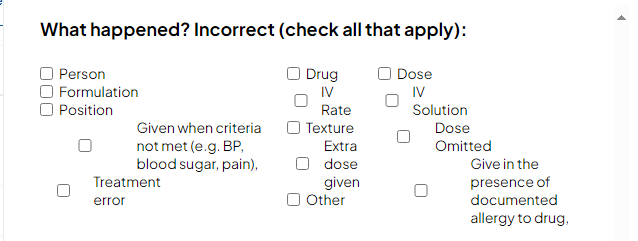 What happened? Incorrect (check all that apply):
Person
Formulation
Position
Given when criteria
not met (e.g. BP,
blood sugar, pain),
Treatment
error
Drug
IV
Rate
Texture
Extra
dose
given
Other
Dose
IV
Solution
Dose
Omitted
Give in the
presence of
documented
allergy to drug,